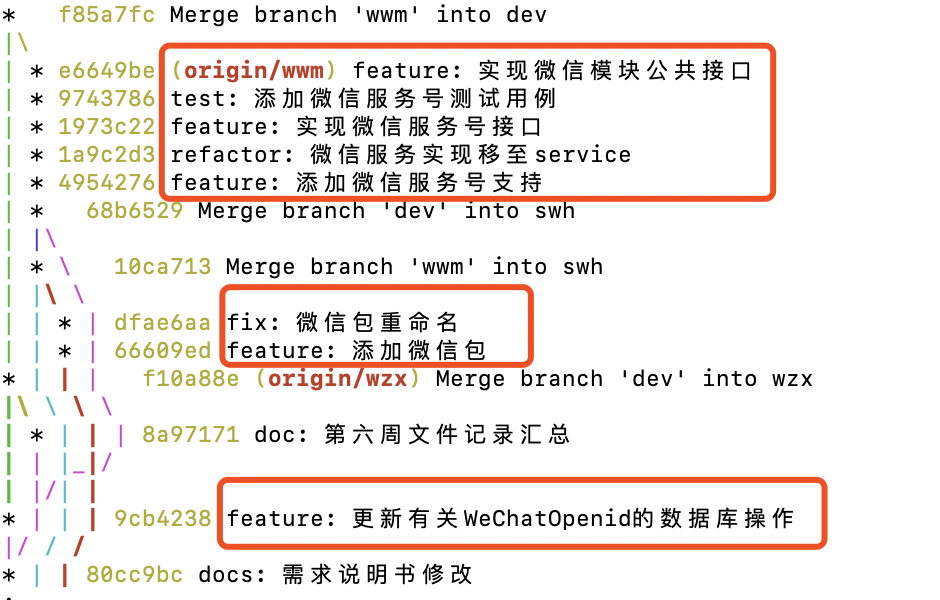 * f85a7fc Merge branch 'wwm' into dev
|\
| * e6649be (origin/wwm) feature: 实现微信模块公共接口
| * 9743786 test: 添加微信服务号测试用例
| * 1973c22 feature: 实现微信服务号接口
| * 1a9c2d3 refactor: 微信服务实现移至service
| * 4954276 feature: 添加微信服务号支持
| * 68b6529 Merge branch 'dev' into swh
| |\
| * \ 10ca713 Merge branch 'wwm' into swh
| |\ \
| | * | dfae6aa fix: 微信包重命名
| | * | 66609ed feature: 添加微信包
* | | | f10a88e (origin/wzx) Merge branch 'dev' into wzx
|\ \ \ \
| * | | | 8a97171 doc: 第六周文件记录汇总
| | |_|/
| |/| |
* | | | 9cb4238 feature: 更新有关WeChatOpenid的数据库操作
|/ / /
* | | 80cc9bc docs: 需求说明书修改